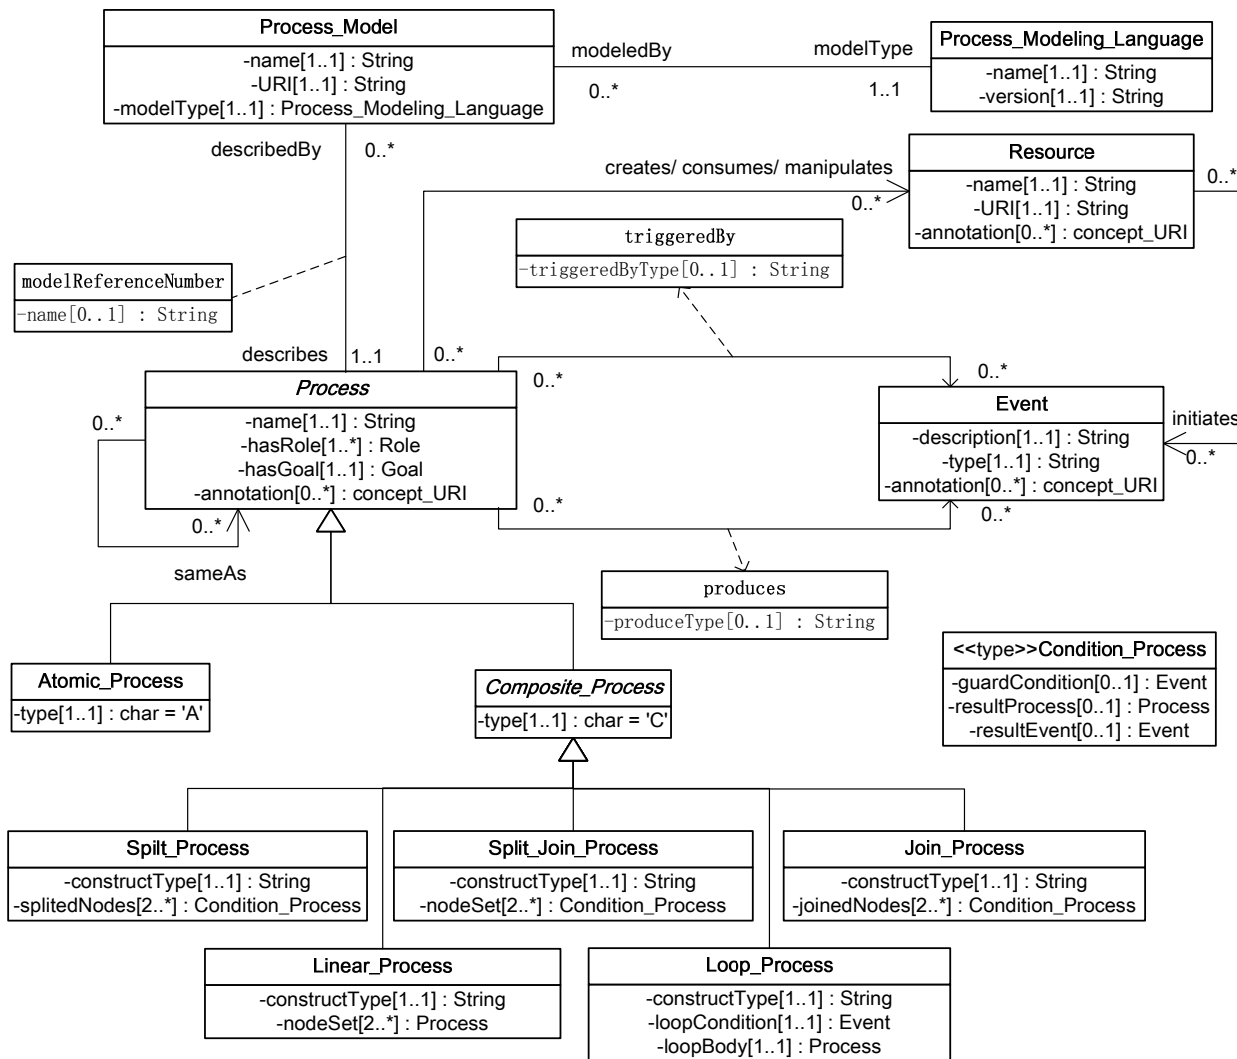 Process_Model
-name[1..1] : String
-URI[1..1] : String
-modelType[1..1] : Process_Modeling_Language
modeledBy
modelType
0..*
1..1
Process_Modeling_Language
-name[1..1] : String
-version[1..1] : String
describedBy
0..*
creates/ consumes/ manipulates
0..*
Resource
-name[1..1] : String
-URI[1..1] : String
-annotation[0..*] : concept_URI
0..*
triggeredBy
-triggeredByType[0..1] : String
modelReferenceNumber
-name[0..1] : String
describes
1..1
0..*
0..*
0..*
Process
-name[1..1] : String
-hasRole[1..*] : Role
-hasGoal[1..1] : Goal
-annotation[0..*] : concept_URI
0..*
0..*
sameAs
0..*
0..*
Event
-description[1..1] : String
-type[1..1] : String
-annotation[0..*] : concept_URI
initiates
0..*
produces
-produceType[0..1] : String
<<type>>Condition_Process
-guardCondition[0..1] : Event
-resultProcess[0..1] : Process
-resultEvent[0..1] : Event
Atomic_Process
-type[1..1] : char = 'A'
Composite_Process
-type[1..1] : char = 'C'
Spilt_Process
-constructType[1..1] : String
-splitedNodes[2..*] : Condition_Process
Split_Join_Process
-constructType[1..1] : String
-nodeSet[2..*] : Condition_Process
Join_Process
-constructType[1..1] : String
-joinedNodes[2..*] : Condition_Process
Linear_Process
-constructType[1..1] : String
-nodeSet[2..*] : Process
Loop_Process
-constructType[1..1] : String
-loopCondition[1..1] : Event
-loopBody[1..1] : Process